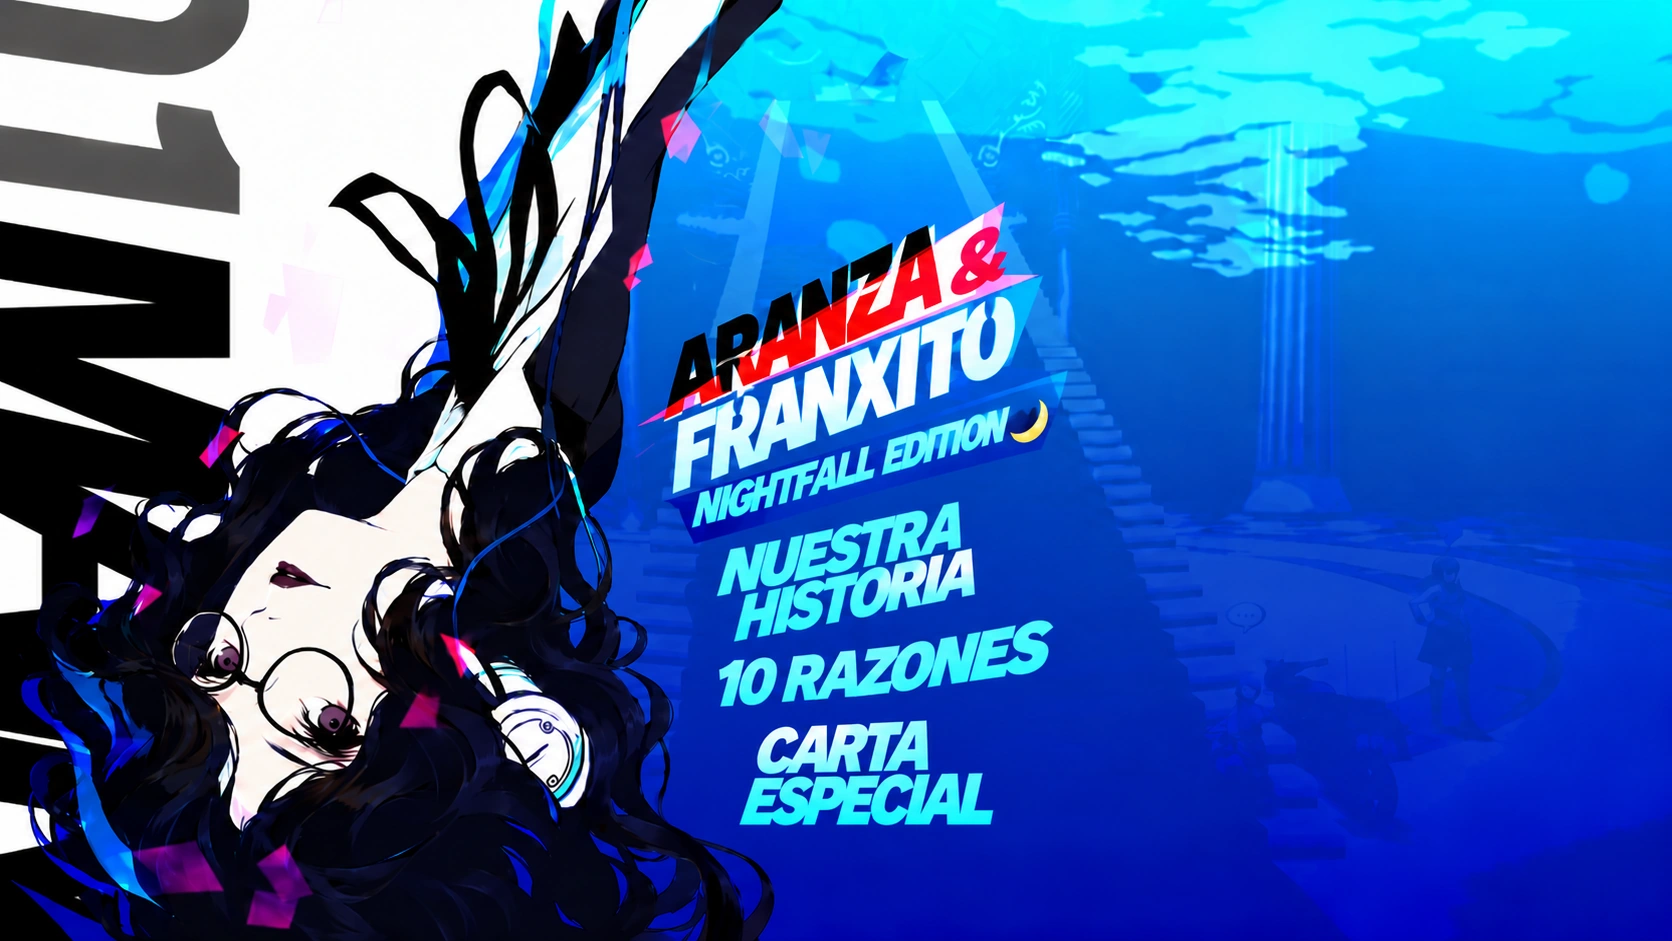 ARANZA &
FRANXITO
NIGHTFALL EDITION🌙
NUESTRA
HISTORIA
10 RAZONES
CARTA
ESPECIAL